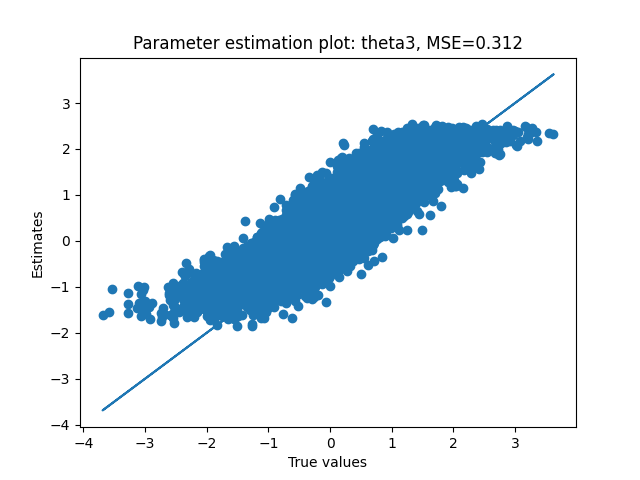 Parameter estimation plot: theta3, MSE=0.312
3
2
1
0
−1
−2
−3
−4
Estimates
−4 −3 −2 −1 0 1 2 3
True values